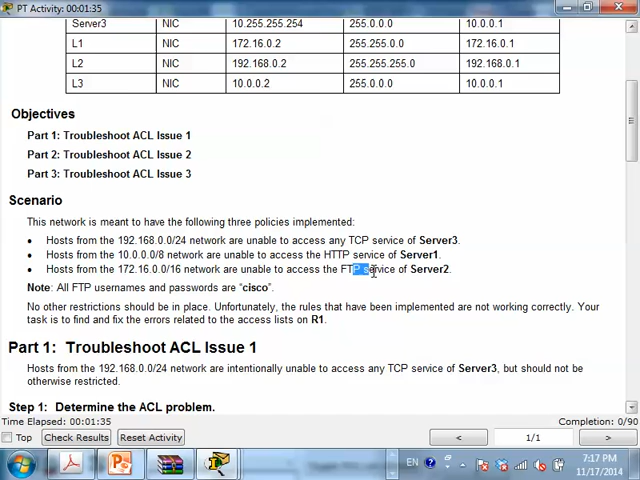 PT Activity: 00:01:35
Server3 NIC 10.255.255.254 255.0.0.0 10.0.0.1
L1 NIC 172.16.0.2 255.255.0.0 172.16.0.1
L2 NIC 192.168.0.2 255.255.255.0 192.168.0.1
L3 NIC 10.0.0.2 255.0.0.0 10.0.0.1
Objectives
Part 1: Troubleshoot ACL Issue 1
Part 2: Troubleshoot ACL Issue 2
Part 3: Troubleshoot ACL Issue 3
Scenario
This network is meant to have the following three policies implemented:
• Hosts from the 192.168.0.0/24 network are unable to access any TCP service of Server3.
• Hosts from the 10.0.0.0/8 network are unable to access the HTTP service of Server1.
• Hosts from the 172.16.0.0/16 network are unable to access the FTP service of Server2.
Note: All FTP usernames and passwords are “cisco”.
No other restrictions should be in place. Unfortunately, the rules that have been implemented are not working correctly. Your
task is to find and fix the errors related to the access lists on R1.
Part 1: Troubleshoot ACL Issue 1
Hosts from the 192.168.0.0/24 network are intentionally unable to access any TCP service of Server3, but should not be
otherwise restricted.
Step 1: Determine the ACL problem.
Time Elapsed: 00:01:35 Completion: 0/90
Top Check Results Reset Activity < 1/1 >
EN 7:17 PM
11/17/2014